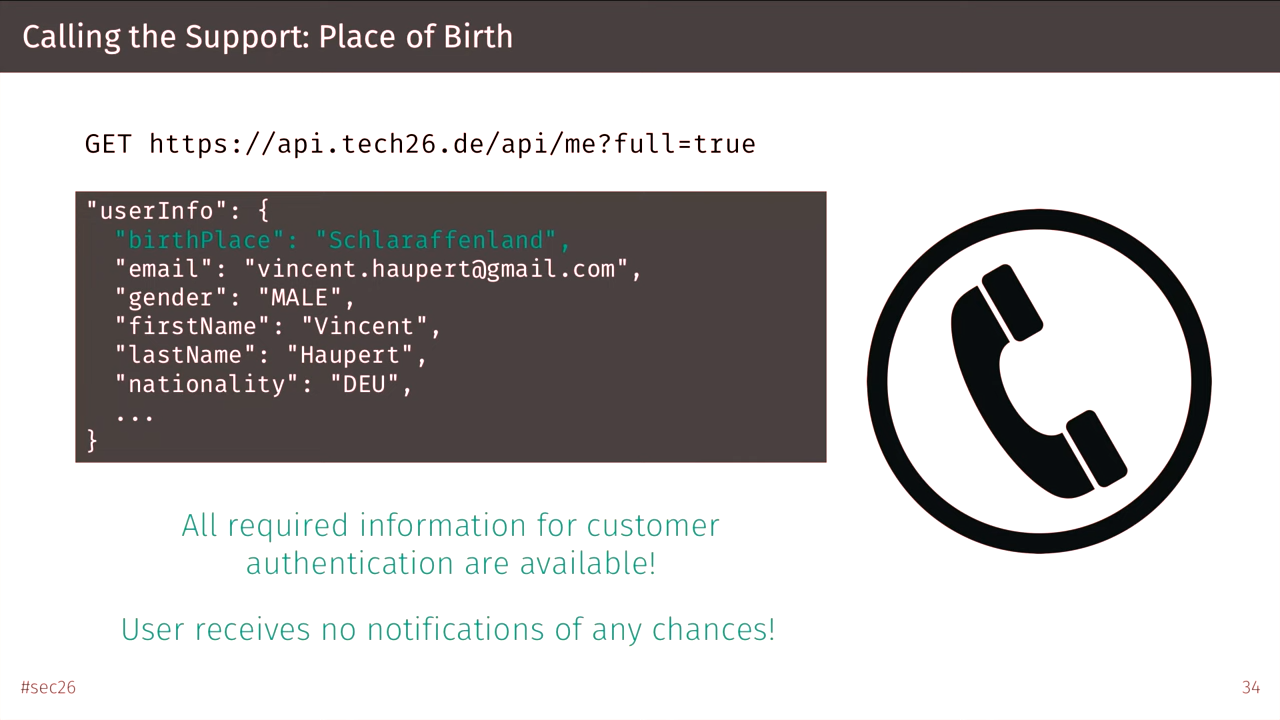 Calling the Support: Place of Birth
GET https://api.tech26.de/api/me?full=true
"userInfo": {
"birthPlace": "Schlaraffenland",
"email": "vincent.haupert@gmail.com",
"gender": "MALE",
"firstName": "Vincent",
"lastName": "Haupert",
"nationality": "DEU",
...
}
All required information for customer
authentication are available!
User receives no notifications of any chances!
#sec26
34